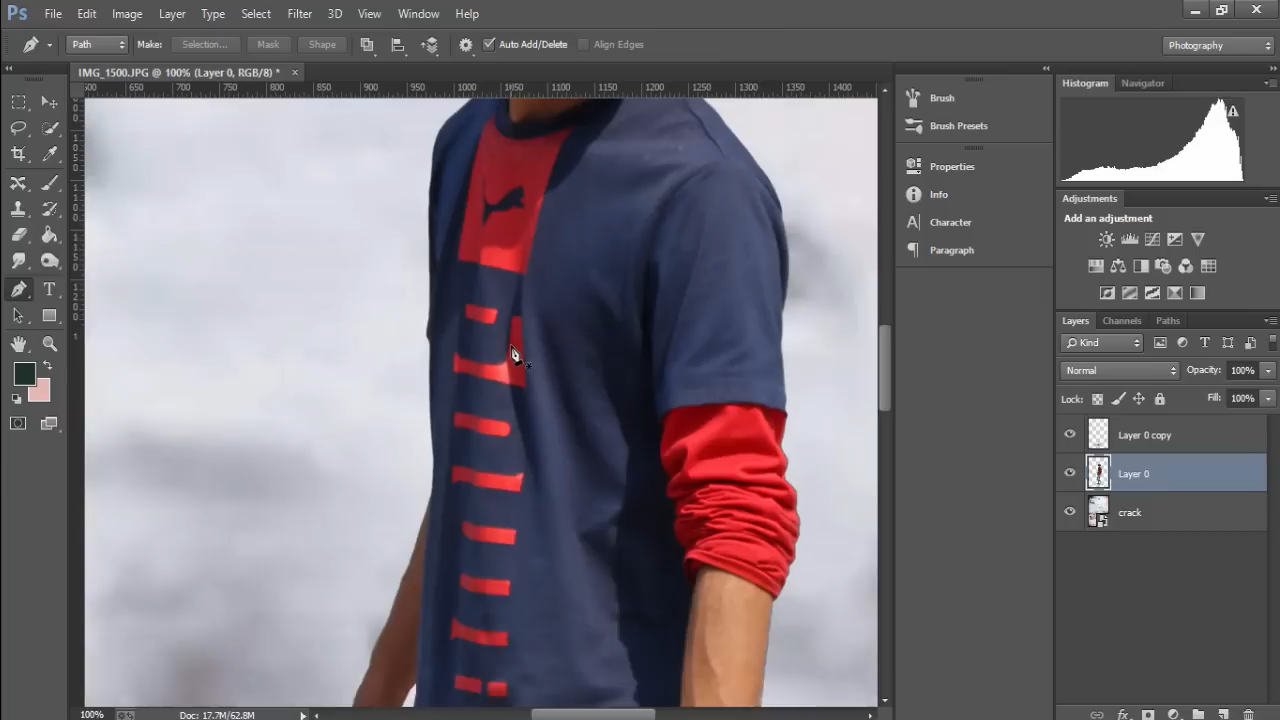 Ps File Edit Image Layer Type Select Filter 3D View Window Help
Path Make: Selection... Mask Shape Auto Add/Delete Align Edges Photography
IMG_1500.JPG @ 100% (Layer 0, RGB/8) *
600 650 700 750 800 850 900 950 1000 1050 1100 1150 1200 1250 1300 1350 1400
Brush
Brush Presets
Properties
Info
Character
Paragraph
Histogram Navigator
Adjustments
Add an adjustment
Layers Channels Paths
Kind
Normal Opacity: 100%
Lock: Fill: 100%
Layer 0 copy
Layer 0
crack
100% Doc: 17.7M/62.8M